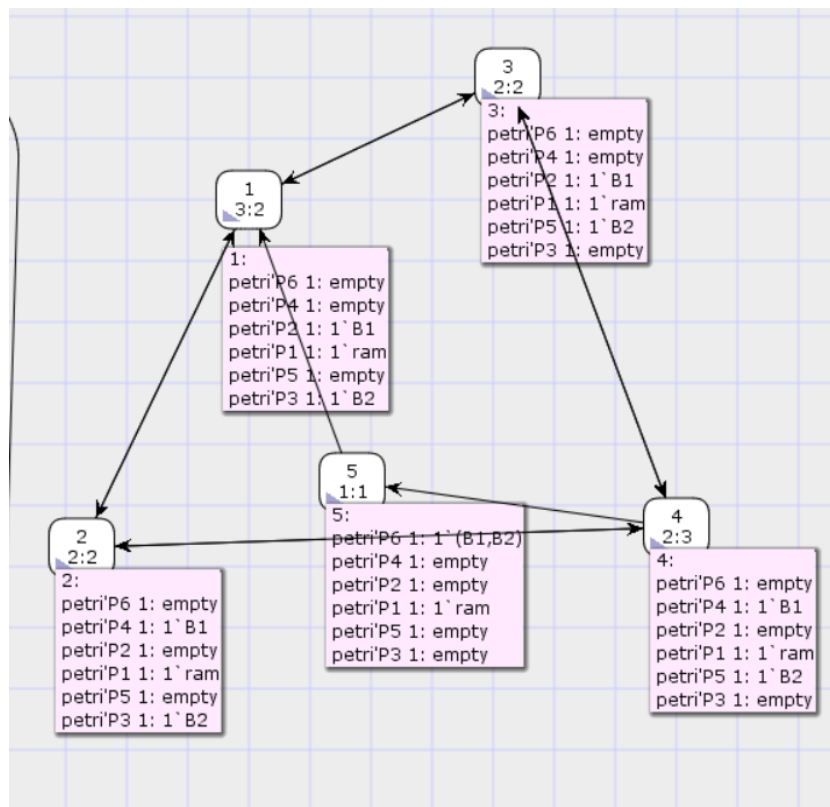 3
2:2
3:
petri'P6 1: empty
petri'P4 1: empty
petri'P2 1: 1`B1
petri'P1 1: 1`ram
petri'P5 1: 1`B2
petri'P3 1: empty
1
3:2
1:
petri'P6 1: empty
petri'P4 1: empty
petri'P2 1: 1`B1
petri'P1 1: 1`ram
petri'P5 1: empty
petri'P3 1: 1`B2
5
1:1
5:
petri'P6 1: 1`(B1,B2)
petri'P4 1: empty
petri'P2 1: empty
petri'P1 1: 1`ram
petri'P5 1: empty
petri'P3 1: empty
2
2:2
2:
petri'P6 1: empty
petri'P4 1: 1`B1
petri'P2 1: empty
petri'P1 1: 1`ram
petri'P5 1: empty
petri'P3 1: 1`B2
4
2:3
4:
petri'P6 1: empty
petri'P4 1: 1`B1
petri'P2 1: empty
petri'P1 1: 1`ram
petri'P5 1: 1`B2
petri'P3 1: empty